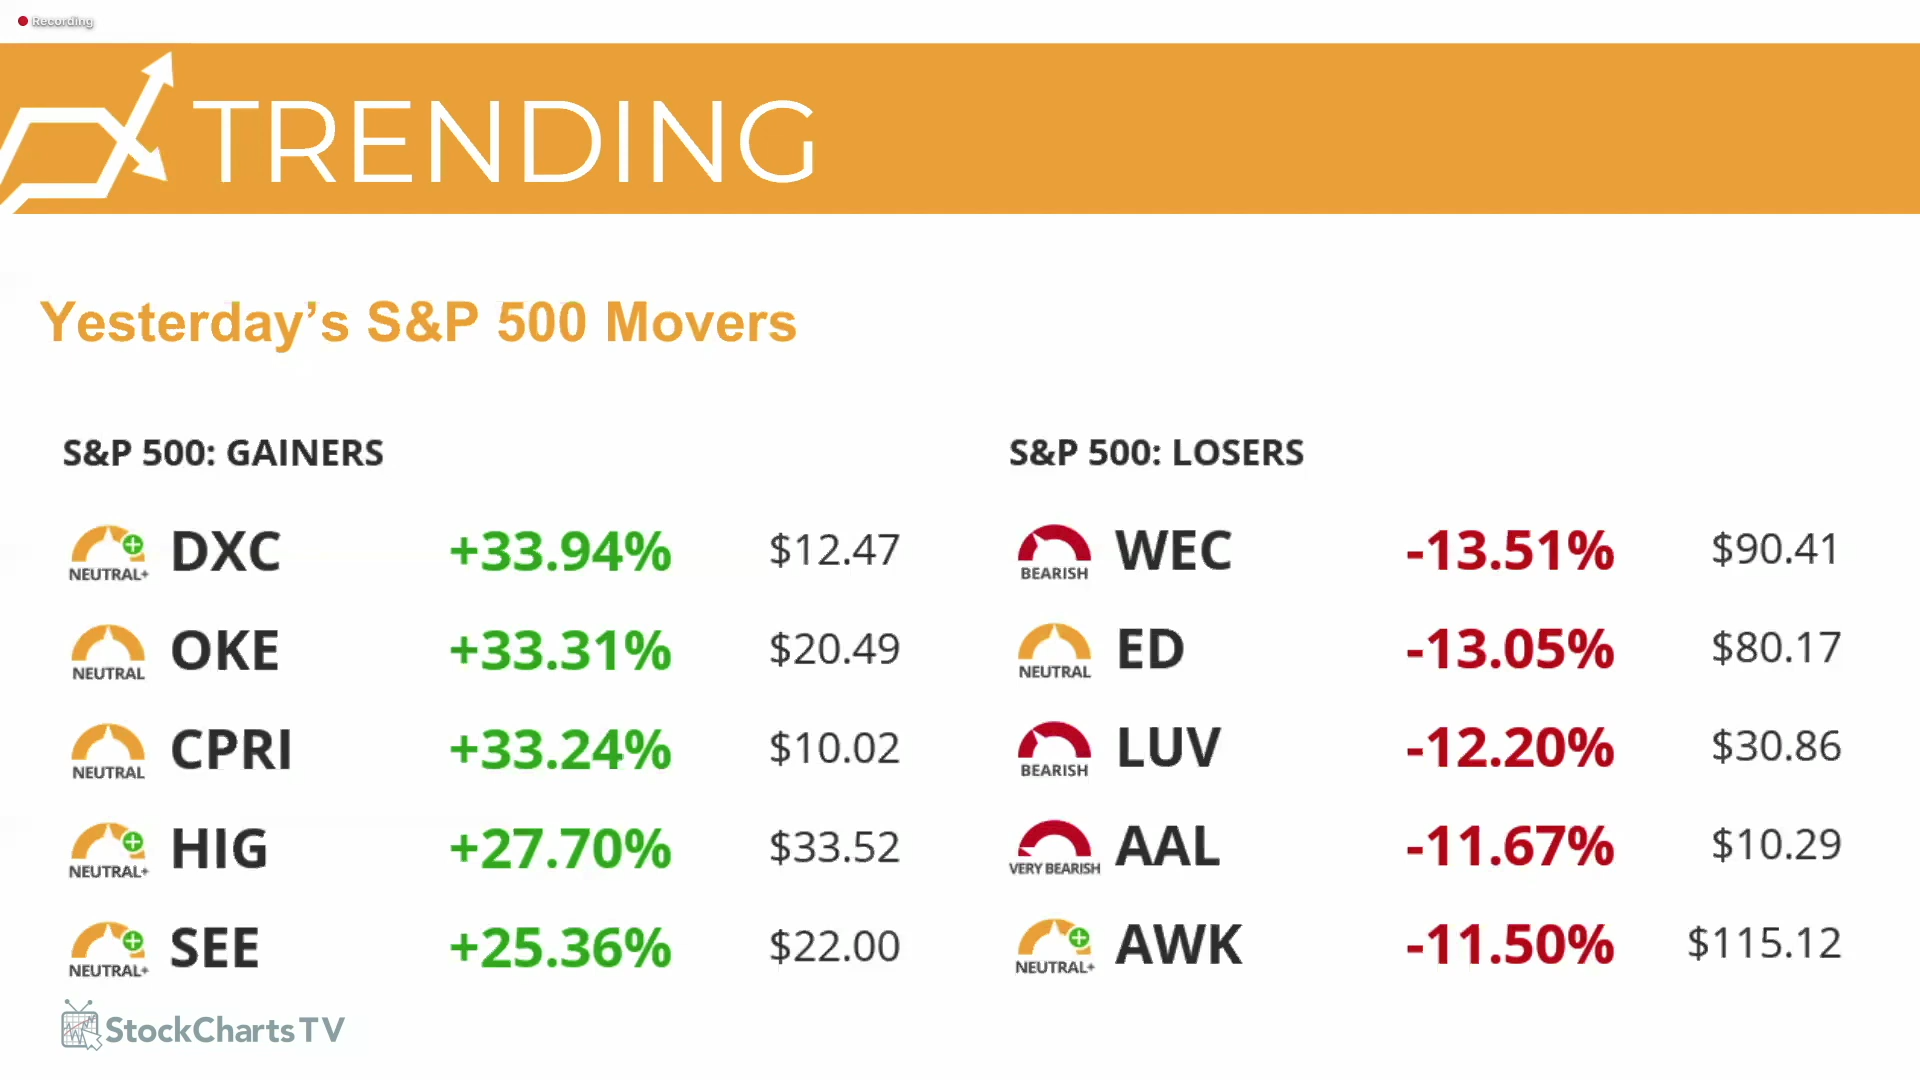 Recording
TRENDING
Yesterday’s S&P 500 Movers
S&P 500: GAINERS
NEUTRAL+ DXC +33.94% $12.47
NEUTRAL OKE +33.31% $20.49
NEUTRAL CPRI +33.24% $10.02
NEUTRAL+ HIG +27.70% $33.52
NEUTRAL+ SEE +25.36% $22.00
S&P 500: LOSERS
BEARISH WEC -13.51% $90.41
NEUTRAL ED -13.05% $80.17
BEARISH LUV -12.20% $30.86
VERY BEARISH AAL -11.67% $10.29
NEUTRAL+ AWK -11.50% $115.12
StockChartsTV